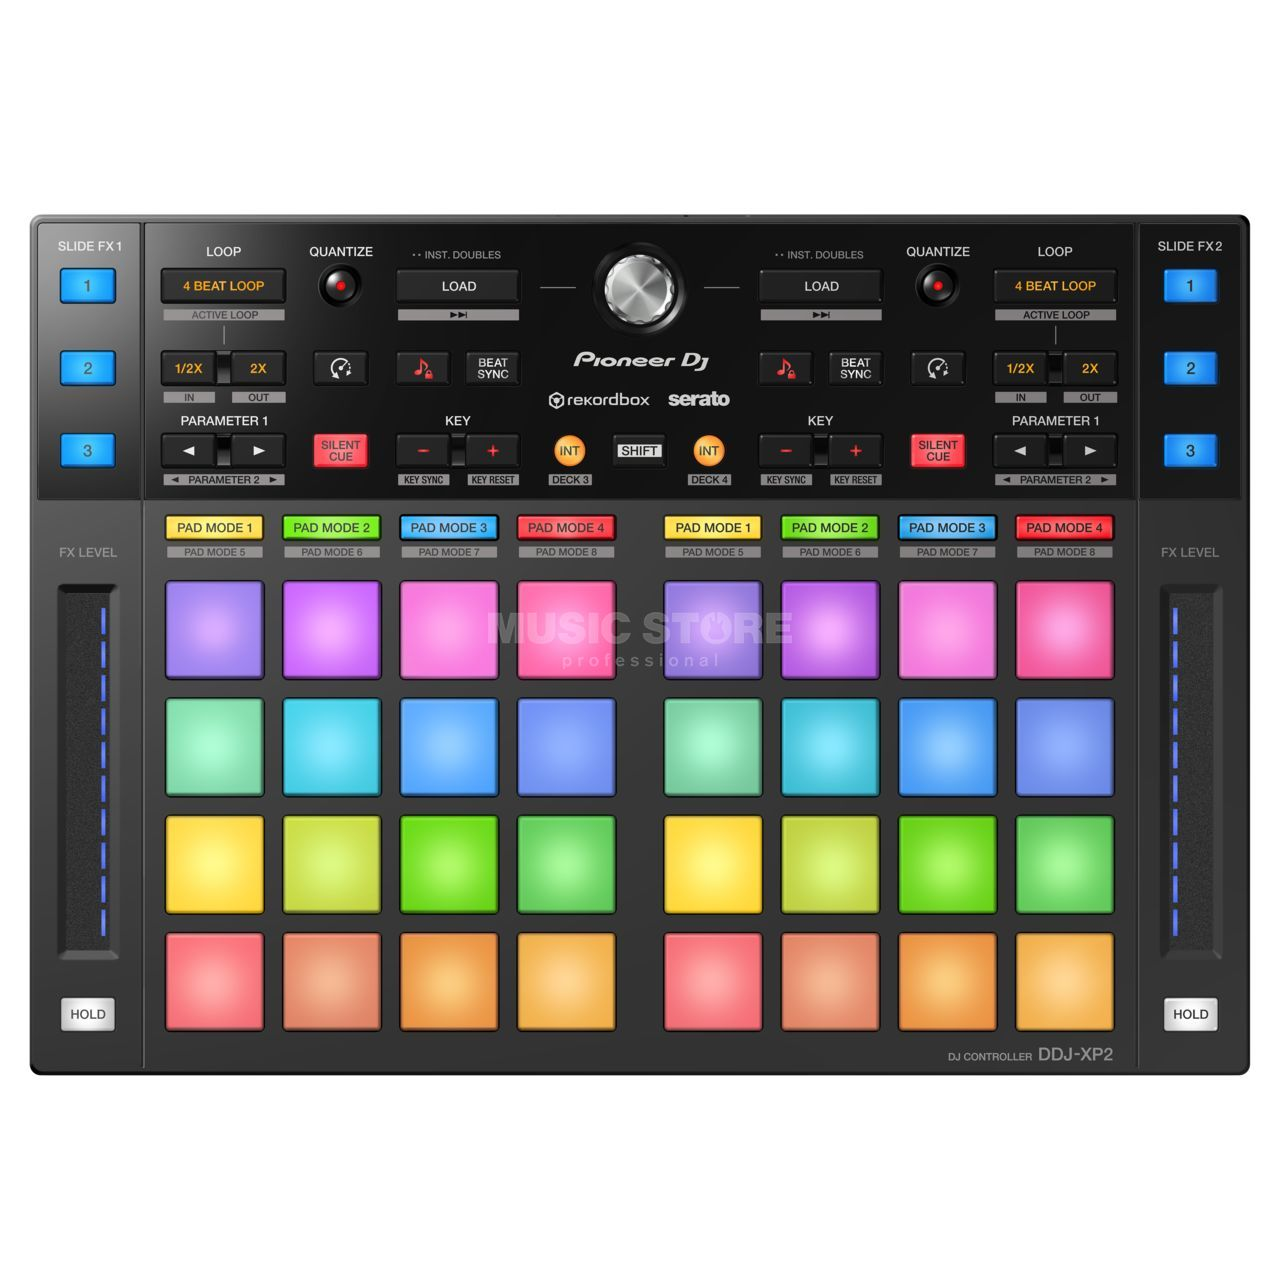 SLIDE FX 1
LOOP
QUANTIZE
•• INST. DOUBLES
•• INST. DOUBLES
QUANTIZE
LOOP
SLIDE FX 2
1
4 BEAT LOOP
LOAD
LOAD
4 BEAT LOOP
1
ACTIVE LOOP
ACTIVE LOOP
2
1/2X
2X
BEAT
SYNC
Pioneer Dj
BEAT
SYNC
1/2X
2X
2
IN
OUT
rekordbox
serato
IN
OUT
PARAMETER 1
KEY
KEY
PARAMETER 1
3
◄
►
SILENT
CUE
−
+
INT
SHIFT
INT
−
+
SILENT
CUE
◄
►
3
◄ PARAMETER 2 ►
KEY SYNC
KEY RESET
DECK 3
DECK 4
KEY SYNC
KEY RESET
◄ PARAMETER 2 ►
PAD MODE 1
PAD MODE 2
PAD MODE 3
PAD MODE 4
PAD MODE 1
PAD MODE 2
PAD MODE 3
PAD MODE 4
FX LEVEL
PAD MODE 5
PAD MODE 6
PAD MODE 7
PAD MODE 8
PAD MODE 5
PAD MODE 6
PAD MODE 7
PAD MODE 8
FX LEVEL
MUSIC STORE
professional
HOLD
HOLD
DJ CONTROLLER DDJ-XP2